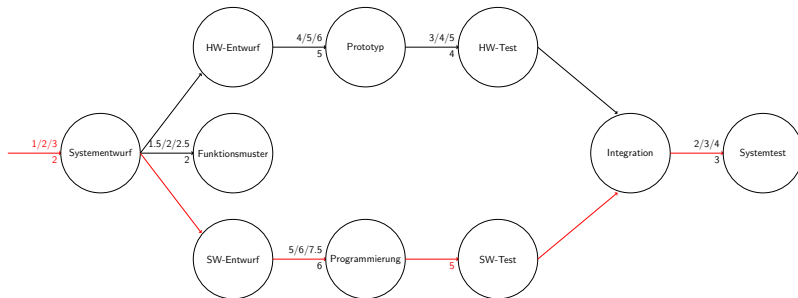 4/5/6
3/4/5
HW-Entwurf
Prototyp
HW-Test
5
4
1/2/3
1.5/2/2.5
2/3/4
Systementwurf
Funktionsmuster
Integration
Systemtest
2
2
3
5/6/7.5
SW-Entwurf
Programmierung
SW-Test
6
5